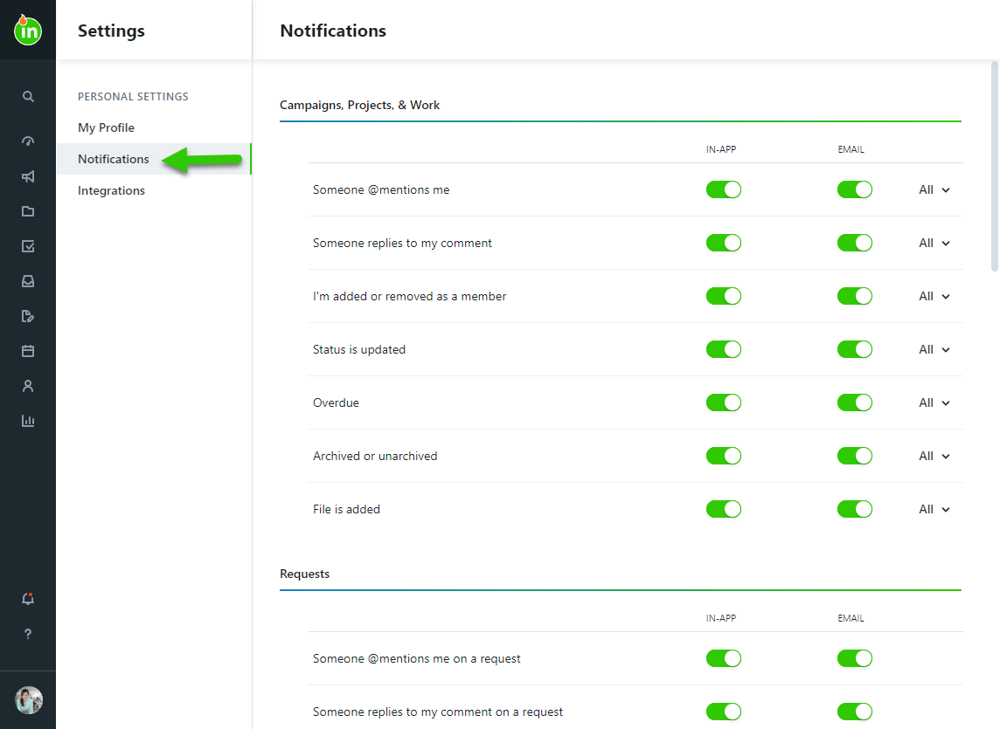 in
Settings
Notifications
PERSONAL SETTINGS
My Profile
Notifications
Integrations
Campaigns, Projects, & Work
IN-APP EMAIL
Someone @mentions me All
Someone replies to my comment All
I'm added or removed as a member All
Status is updated All
Overdue All
Archived or unarchived All
File is added All
Requests
IN-APP EMAIL
Someone @mentions me on a request
Someone replies to my comment on a request
?